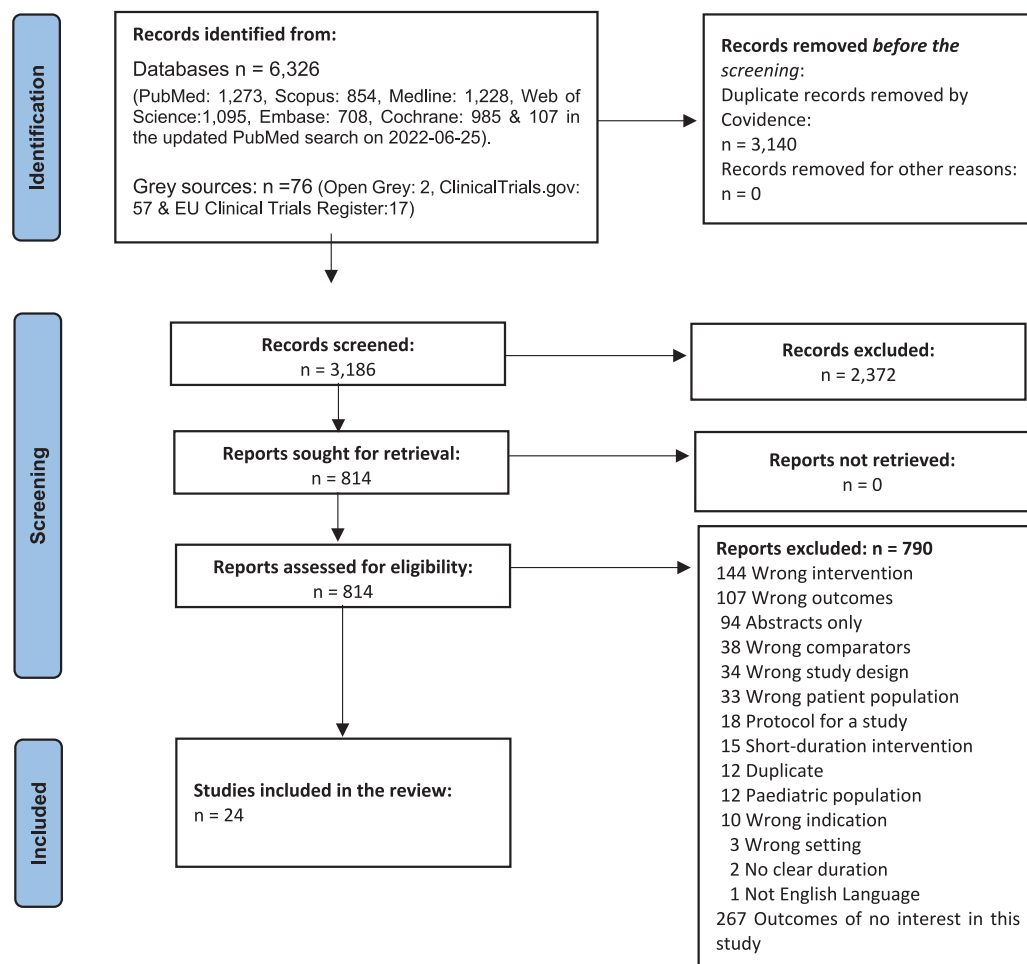 Identification
Records identified from:
Databases n = 6,326
(PubMed: 1,273, Scopus: 854, Medline: 1,228, Web of
Science:1,095, Embase: 708, Cochrane: 985 & 107 in
the updated PubMed search on 2022-06-25).
Grey sources: n =76 (Open Grey: 2, ClinicalTrials.gov:
57 & EU Clinical Trials Register:17)
Records removed before the
screening:
Duplicate records removed by
Covidence:
n = 3,140
Records removed for other reasons:
n = 0
Screening
Records screened:
n = 3,186
Records excluded:
n = 2,372
Reports sought for retrieval:
n = 814
Reports not retrieved:
n = 0
Reports assessed for eligibility:
n = 814
Reports excluded: n = 790
144 Wrong intervention
107 Wrong outcomes
94 Abstracts only
38 Wrong comparators
34 Wrong study design
33 Wrong patient population
18 Protocol for a study
15 Short-duration intervention
12 Duplicate
12 Paediatric population
10 Wrong indication
3 Wrong setting
2 No clear duration
1 Not English Language
267 Outcomes of no interest in this
study
Included
Studies included in the review:
n = 24